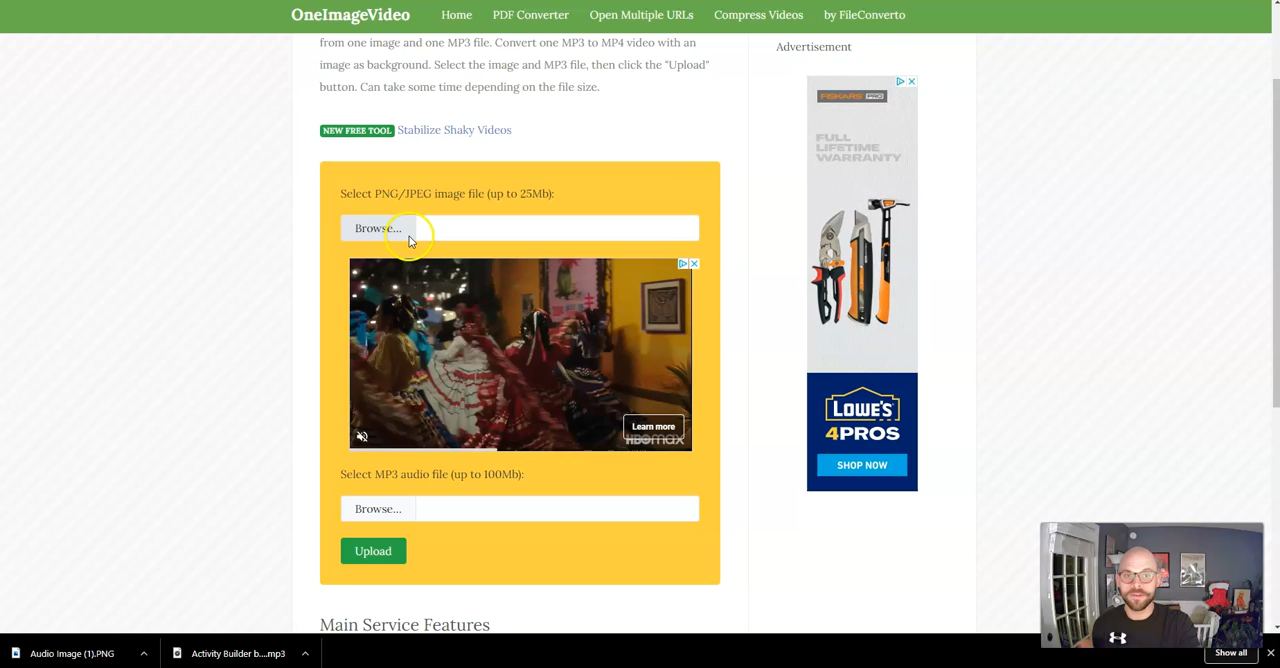 OneImageVideo Home PDF Converter Open Multiple URLs Compress Videos by FileConverto
from one image and one MP3 file. Convert one MP3 to MP4 video with an
image as background. Select the image and MP3 file, then click the "Upload"
button. Can take some time depending on the file size.
NEW FREE TOOL Stabilize Shaky Videos
Select PNG/JPEG image file (up to 25Mb):
Browse...
Learn more
HBOMAX
Select MP3 audio file (up to 100Mb):
Browse...
Upload
Main Service Features
Advertisement
FISKARS PRO
FULL
LIFETIME
WARRANTY
LOWE'S
4PROS
SHOP NOW
Audio Image (1).PNG Activity Builder b....mp3 Show all